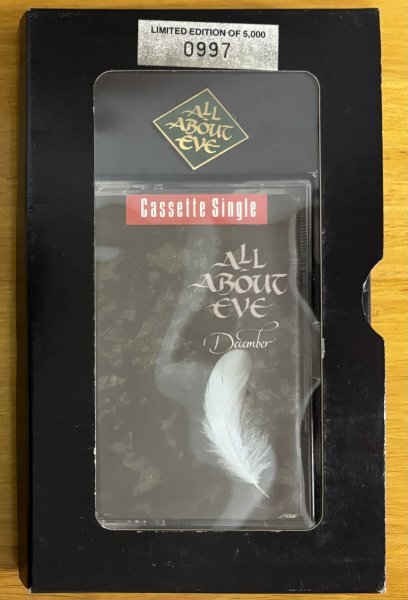 LIMITED EDITION OF 5,000
0997
ALL
ABOUT
EVE
Cassette Single
ALL
ABOUT
EVE
December